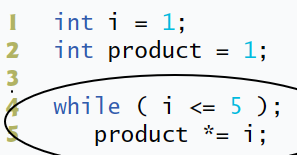 1 int i = 1;
2 int product = 1;
3
4 while ( i <= 5 );
5 product *= i;